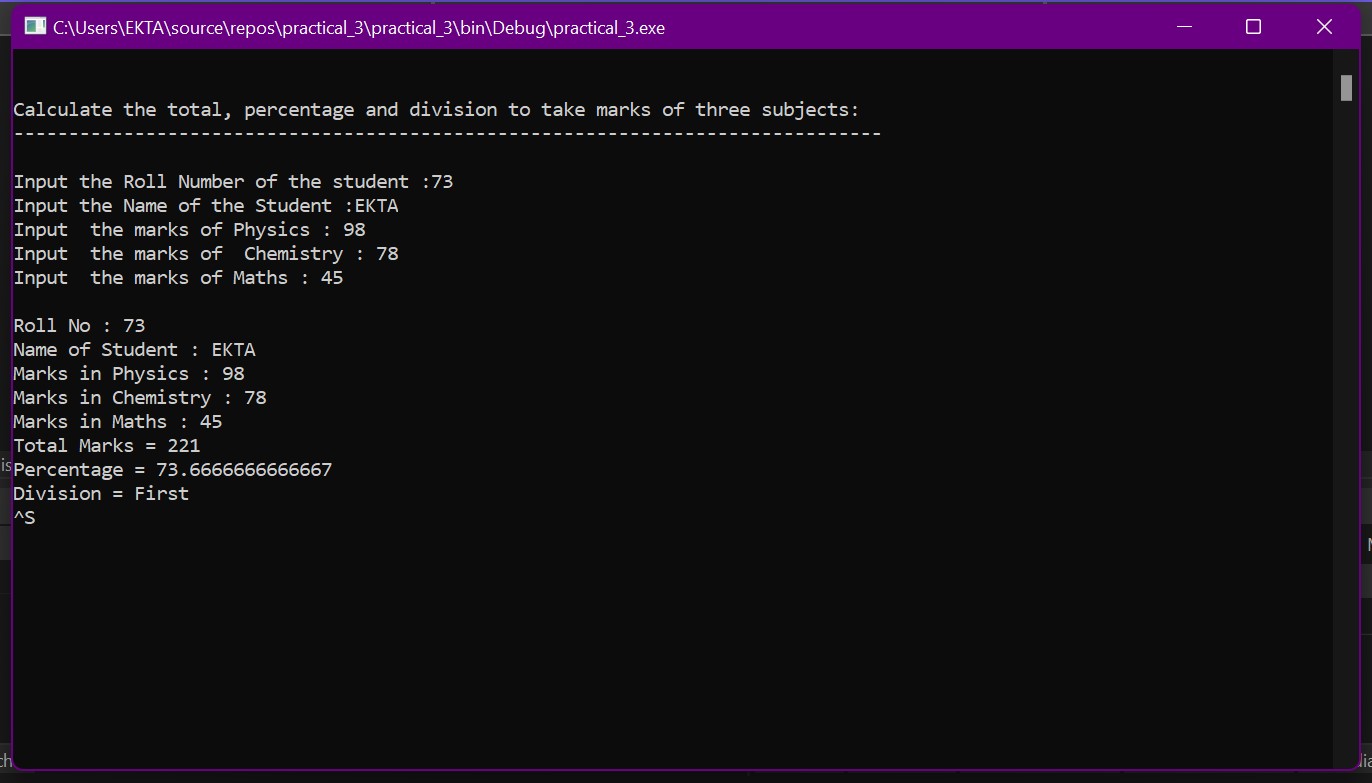 C:\Users\EKTA\source\repos\practical_3\practical_3\bin\Debug\practical_3.exe
Calculate the total, percentage and division to take marks of three subjects:
-------------------------------------------------------------------------------
Input the Roll Number of the student :73
Input the Name of the Student :EKTA
Input  the marks of Physics : 98
Input  the marks of  Chemistry : 78
Input  the marks of Maths : 45
Roll No : 73
Name of Student : EKTA
Marks in Physics : 98
Marks in Chemistry : 78
Marks in Maths : 45
Total Marks = 221
Percentage = 73.6666666666667
Division = First
^S